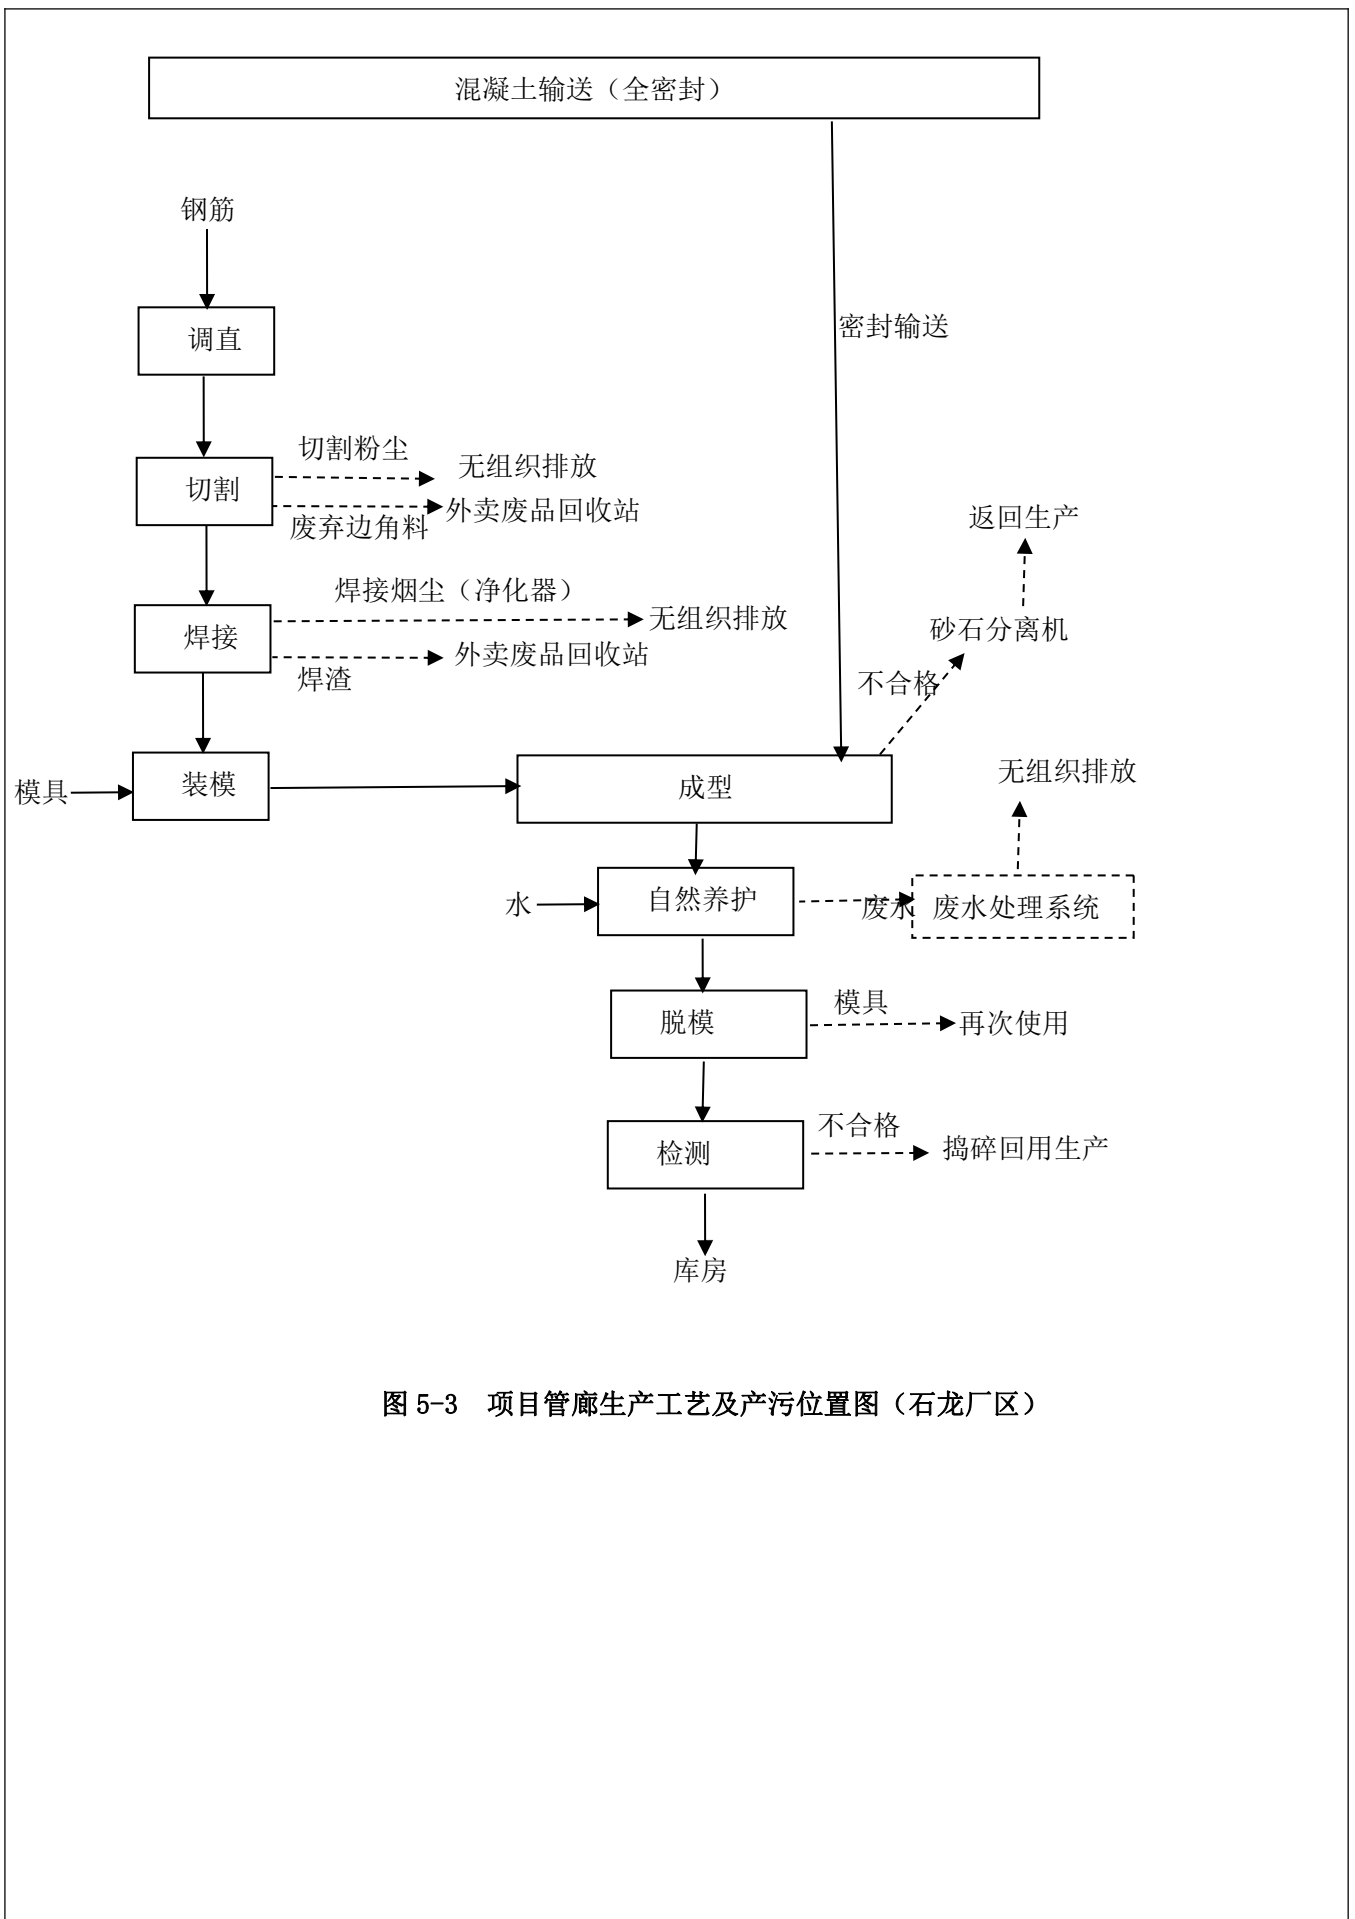 混凝土输送（全密封）
钢筋
调直
密封输送
切割粉尘
无组织排放
切割
外卖废品回收站
废弃边角料
返回生产
焊接烟尘（净化器）
无组织排放
焊接
砂石分离机
外卖废品回收站
焊渣
不合格
模具
装模
成型
无组织排放
水
自然养护
废水
废水处理系统
脱模
模具
再次使用
检测
不合格
捣碎回用生产
库房
图 5-3 项目管廊生产工艺及产污位置图（石龙厂区）